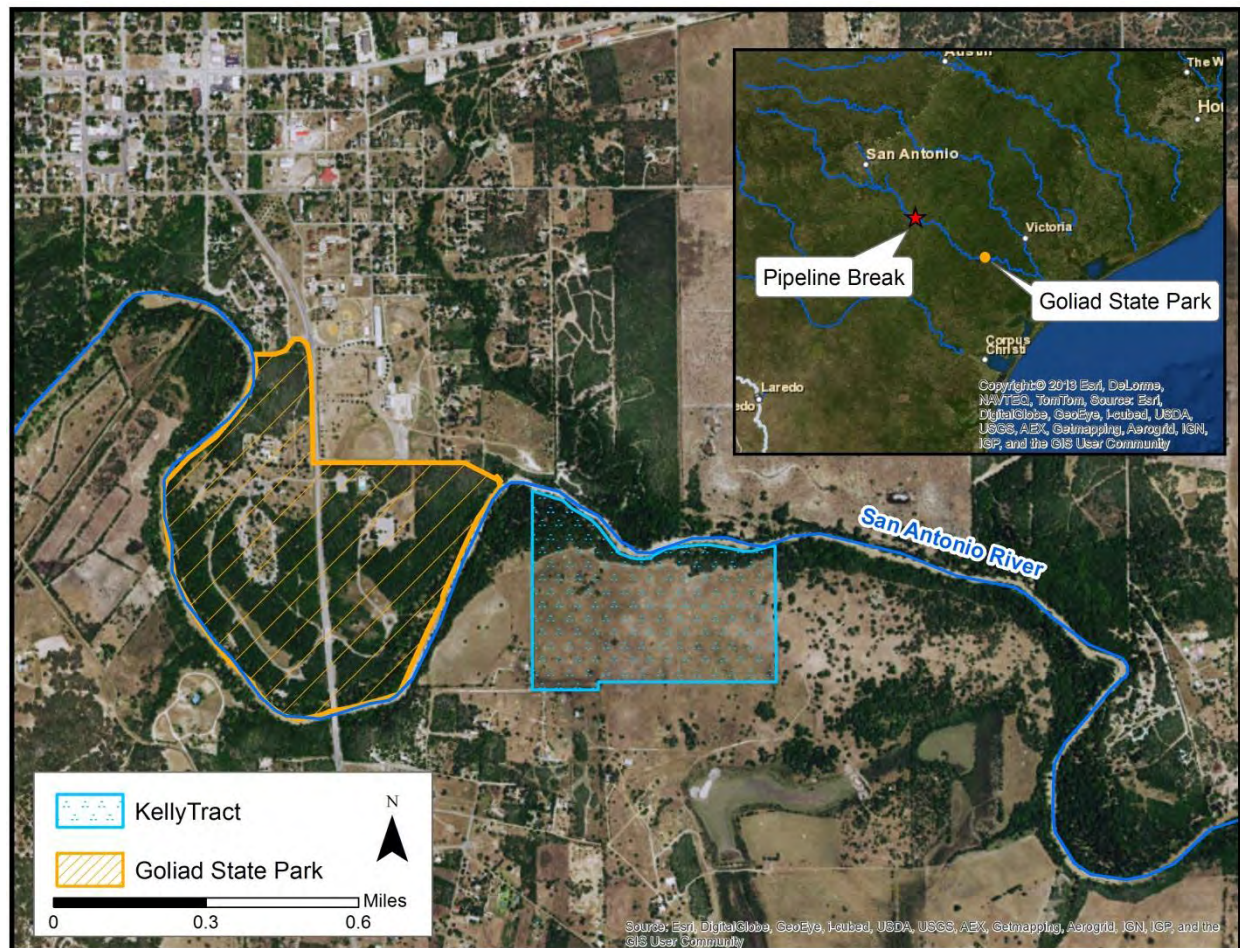 Austin
The W
Hou
San Antonio
Victoria
Pipeline Break
Goliad State Park
Corpus
Christi
Laredo
edo
Copyright:© 2013 Esri, DeLorme,
NAVTEQ, TomTom, Source: Esri,
DigitalGlobe, GeoEye, i-cubed, USDA,
USGS, AEX, Getmapping, Aerogrid, IGN,
IGP, and the GIS User Community
San Antonio River
KellyTract
Goliad State Park
N
Miles
0 0.3 0.6
Source: Esri, DigitalGlobe, GeoEye, i-cubed, USDA, USGS, AEX, Getmapping, Aerogrid, IGN, IGP, and the
GIS User Community